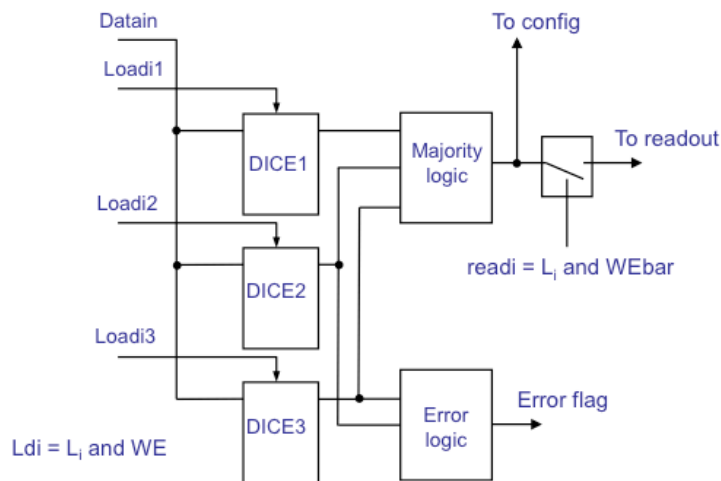 Datain
To config
Loadi1
To readout
DICE1
Majority
logic
Loadi2
readi = Li and WEbar
DICE2
Loadi3
Error flag
DICE3
Error
logic
Ldi = Li and WE